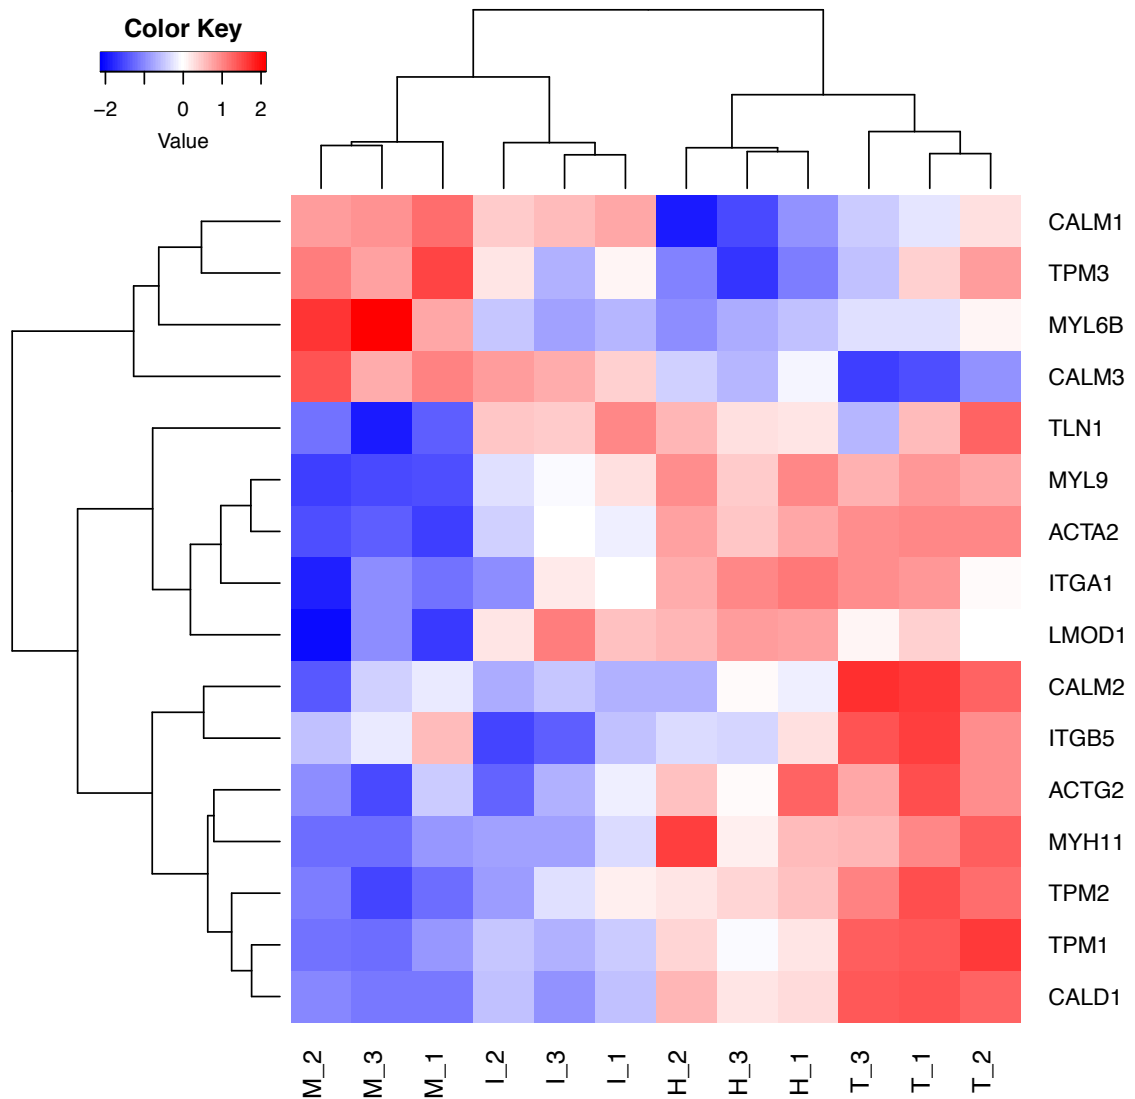 Color Key
−2 0 1 2
Value
CALM1
TPM3
MYL6B
CALM3
TLN1
MYL9
ACTA2
ITGA1
LMOD1
CALM2
ITGB5
ACTG2
MYH11
TPM2
TPM1
CALD1
M_2 M_3 M_1 I_2 I_3 I_1 H_2 H_3 H_1 T_3 T_1 T_2